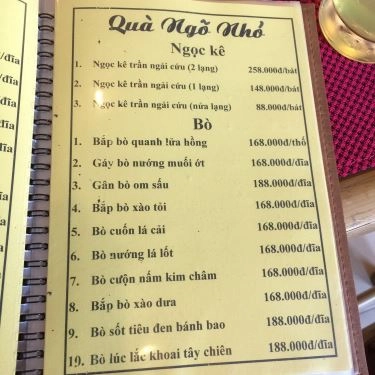 Quà Ngõ Nhỏ
Ngọc kê
1. Ngọc kê trần ngải cứu (2 lạng) 258.000đ/bát
2. Ngọc kê trần ngải cứu (1 lạng) 148.000đ/bát
3. Ngọc kê trần ngải cứu (nửa lạng) 88.000đ/bát
Bò
1. Bắp bò quanh lửa hồng 168.000đ/thố
2. Gáy bò nướng muối ớt 168.000đ/đĩa
3. Gân bò om sấu 188.000đ/đĩa
4. Bắp bò xào tỏi 168.000đ/đĩa
5. Bò cuốn lá cải 168.000đ/đĩa
6. Bò nướng lá lốt 168.000đ/đĩa
7. Bò cuộn nấm kim châm 168.000đ/đĩa
8. Bắp bò xào dưa 168.000đ/đĩa
9. Bò sốt tiêu đen bánh bao 188.000đ/đĩa
10. Bò lúc lắc khoai tây chiên 188.000đ/đĩa